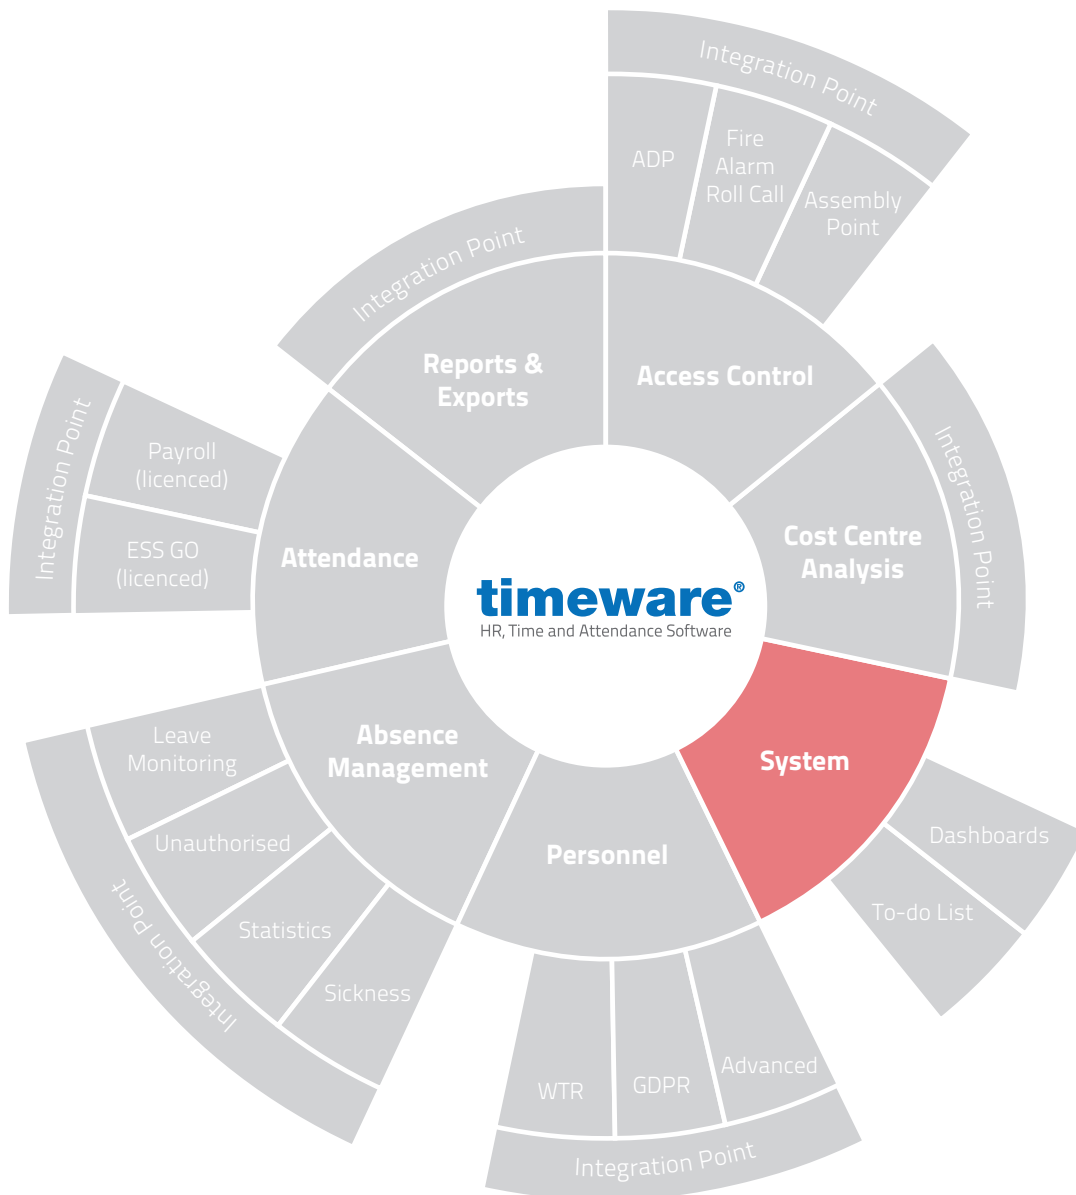 Integration Point
ADP
Fire
Alarm
Roll Call
Assembly
Point
Integration Point
Reports &
Exports
Access Control
Integration Point
Payroll
(licenced)
ESS GO
(licenced)
Attendance
Cost Centre
Analysis
Integration Point
timeware®
HR, Time and Attendance Software
Absence
Management
Leave
Monitoring
Unauthorised
Statistics
Sickness
Integration Point
System
Dashboards
To-do List
Personnel
WTR
GDPR
Advanced
Integration Point